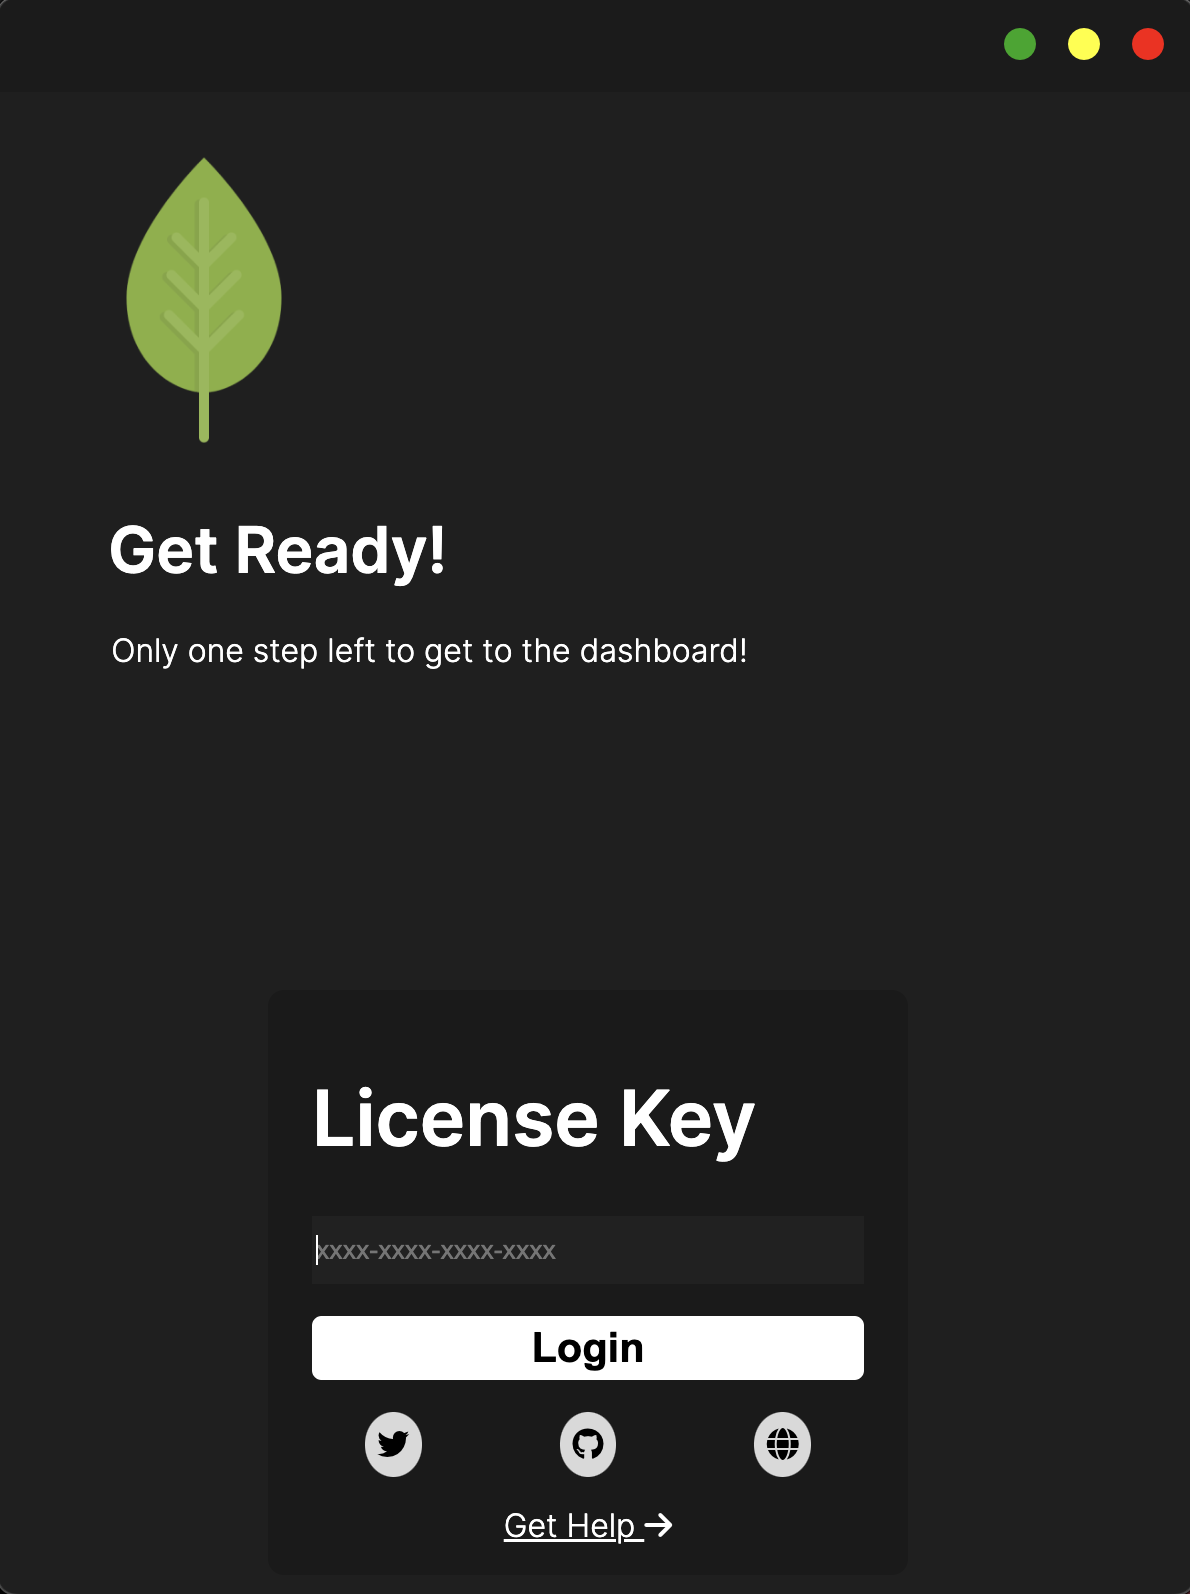 Get Ready!
Only one step left to get to the dashboard!
License Key
xxxx-xxxx-xxxx-xxxx
Login
Get Help